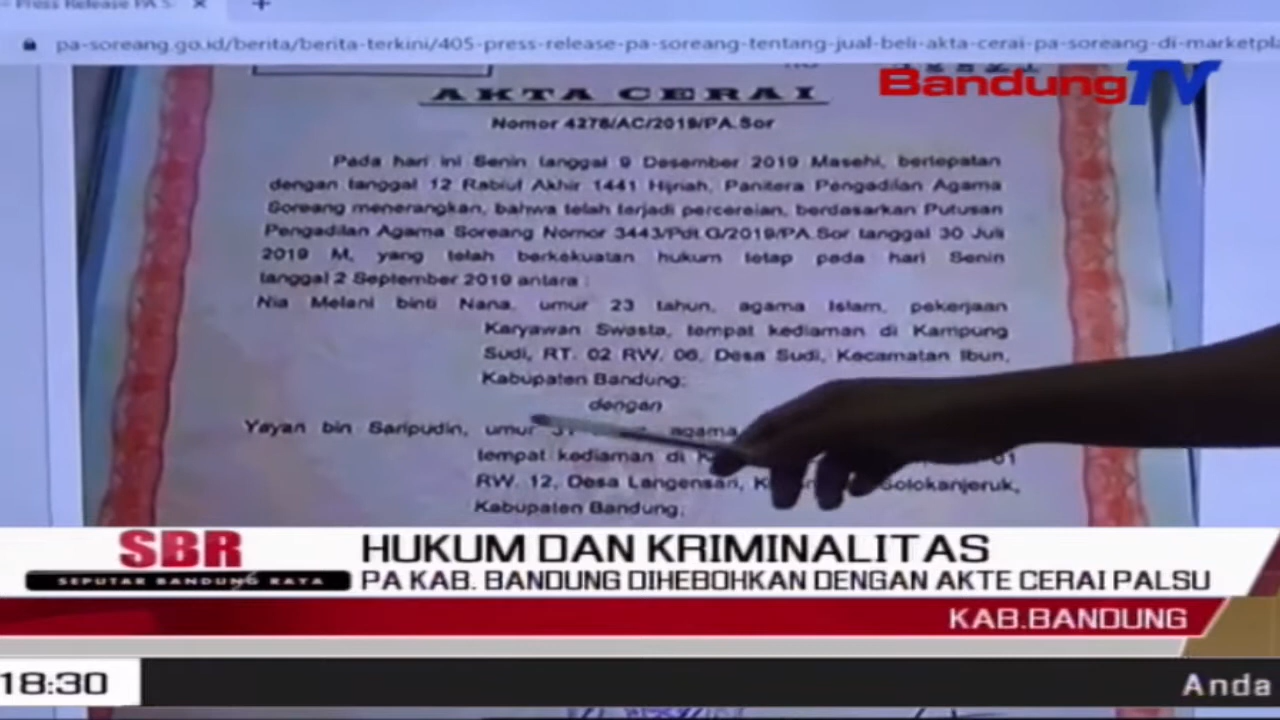 Press Release PA S
pa-soreang.go.id/berita/berita-terkini/405-press-release-pa-soreang-tentang-jual-beli-akta-cerai-pa-soreang-di-marketpla
BandungTV
AKTA CERAI
Nomor 4276/AC/2019/PA.Sor
Pada hari ini Senin tanggal 9 Desember 2019 Masehi, bertepatan
dengan tanggal 12 Rabiul Akhir 1441 Hijriah, Panitera Pengadilan Agama
Soreang menerangkan, bahwa telah terjadi perceraian, berdasarkan Putusan
Pengadilan Agama Soreang Nomor 3443/Pdt.G/2019/PA.Sor tanggal 30 Juli
2019 M, yang telah berkekuatan hukum tetap pada hari Senin
tanggal 2 September 2019 antara :
Nia Melani binti Nana, umur 23 tahun, agama Islam, pekerjaan
Karyawan Swasta, tempat kediaman di Kampung
Sudi, RT. 02 RW. 06, Desa Sudi, Kecamatan Ibun,
Kabupaten Bandung;
dengan
Yayan bin Saripudin, umur agama
tempat kediaman di
RW. 12, Desa Langensari, Solokanjeruk,
Kabupaten Bandung;
SBR
SEPUTAR BANDUNG RAYA
HUKUM DAN KRIMINALITAS
PA KAB. BANDUNG DIHEBOHKAN DENGAN AKTE CERAI PALSU
KAB.BANDUNG
18:30
Anda